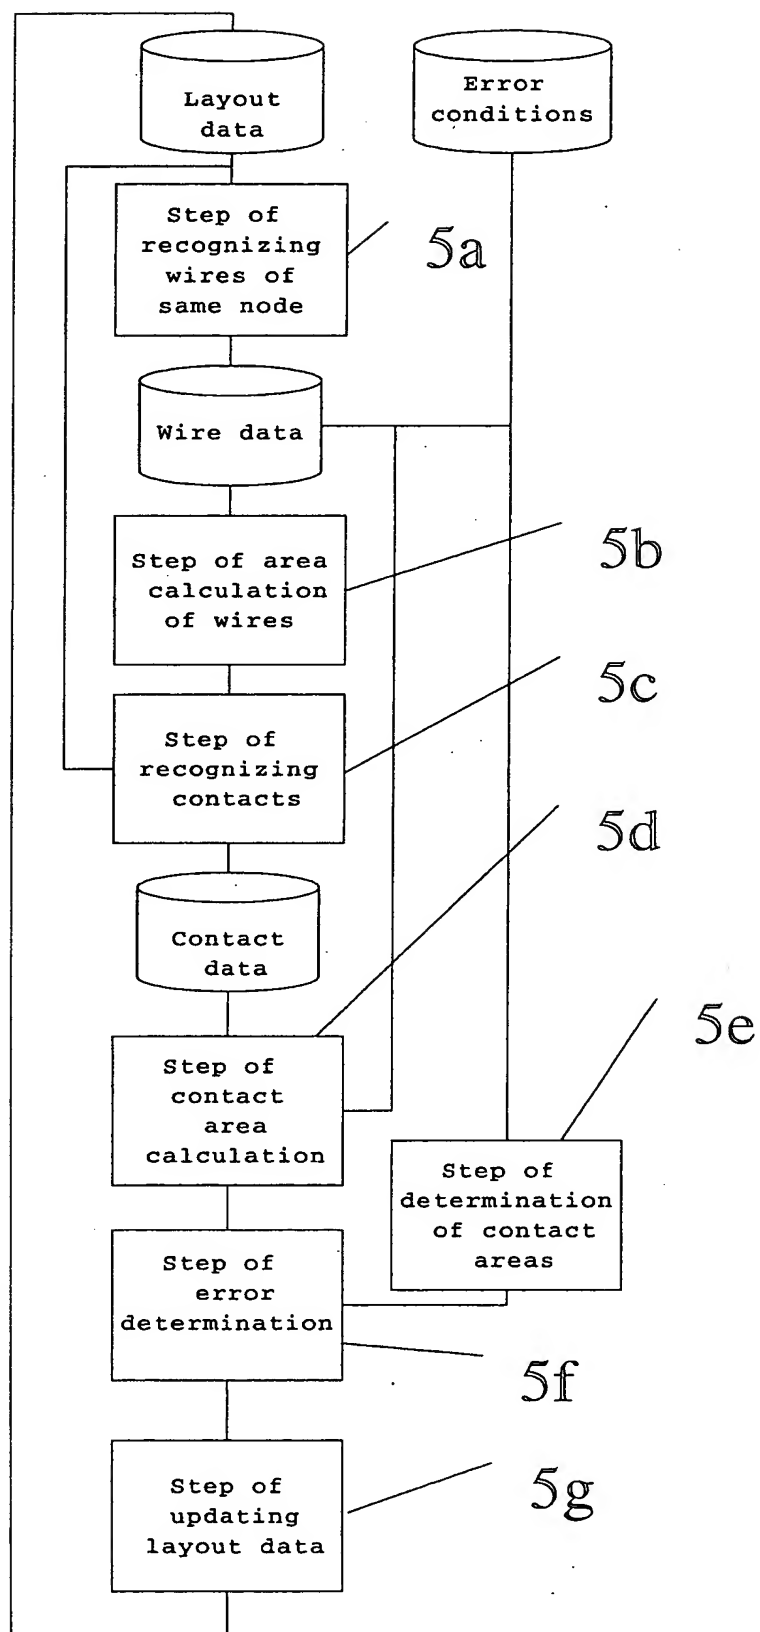 Layout
data
Error
conditions
Step of
recognizing
wires of
same node
5a
Wire data
Step of area
calculation
of wires
5b
Step of
recognizing
contacts
5c
Contact
data
5d
Step of
contact
area
calculation
5e
Step of
determination
of contact
areas
Step of
error
determination
5f
Step of
updating
layout data
5g